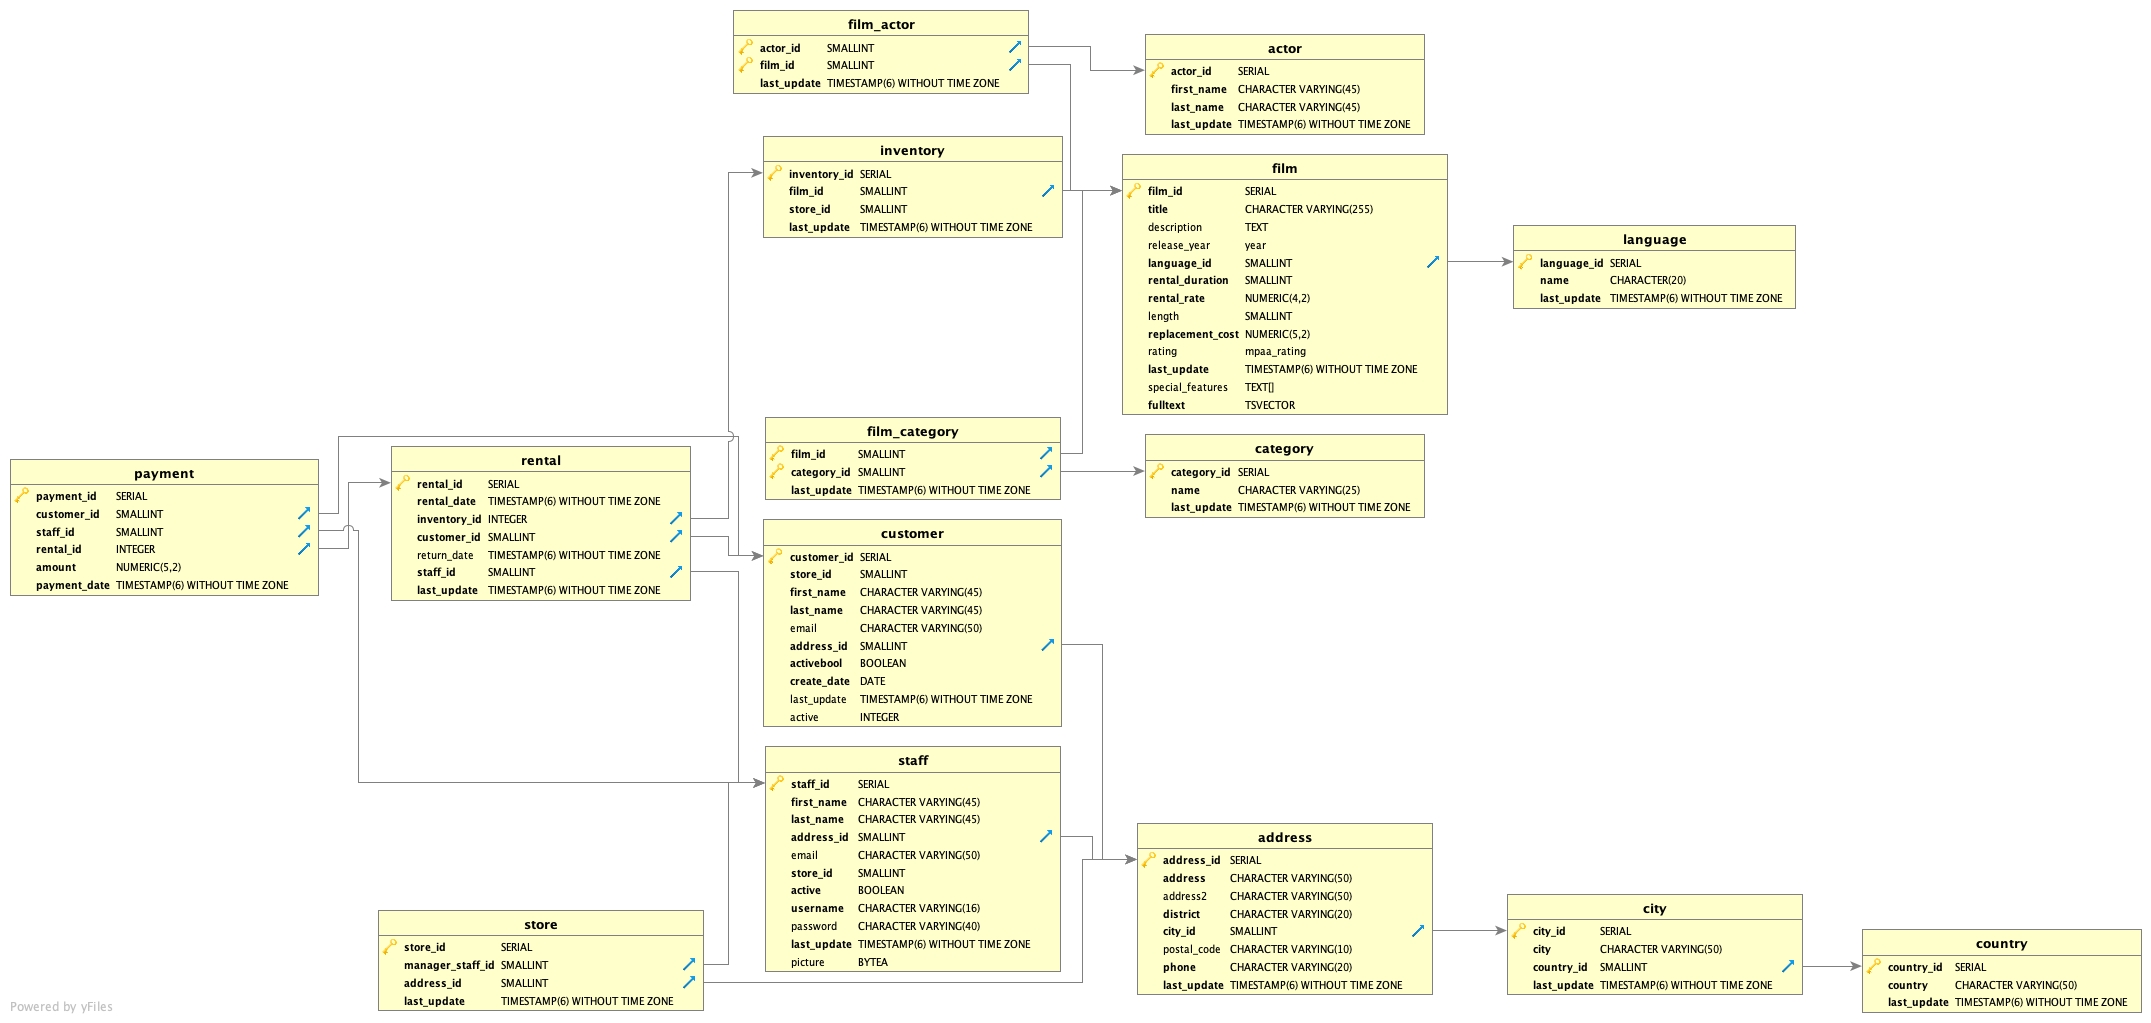 film_actor
actor_id SMALLINT
film_id SMALLINT
last_update TIMESTAMP(6) WITHOUT TIME ZONE
actor
actor_id SERIAL
first_name CHARACTER VARYING(45)
last_name CHARACTER VARYING(45)
last_update TIMESTAMP(6) WITHOUT TIME ZONE
inventory
inventory_id SERIAL
film_id SMALLINT
store_id SMALLINT
last_update TIMESTAMP(6) WITHOUT TIME ZONE
film
film_id SERIAL
title CHARACTER VARYING(255)
description TEXT
release_year year
language_id SMALLINT
rental_duration SMALLINT
rental_rate NUMERIC(4,2)
length SMALLINT
replacement_cost NUMERIC(5,2)
rating mpaa_rating
last_update TIMESTAMP(6) WITHOUT TIME ZONE
special_features TEXT[]
fulltext TSVECTOR
language
language_id SERIAL
name CHARACTER(20)
last_update TIMESTAMP(6) WITHOUT TIME ZONE
film_category
film_id SMALLINT
category_id SMALLINT
last_update TIMESTAMP(6) WITHOUT TIME ZONE
category
category_id SERIAL
name CHARACTER VARYING(25)
last_update TIMESTAMP(6) WITHOUT TIME ZONE
payment
payment_id SERIAL
customer_id SMALLINT
staff_id SMALLINT
rental_id INTEGER
amount NUMERIC(5,2)
payment_date TIMESTAMP(6) WITHOUT TIME ZONE
rental
rental_id SERIAL
rental_date TIMESTAMP(6) WITHOUT TIME ZONE
inventory_id INTEGER
customer_id SMALLINT
return_date TIMESTAMP(6) WITHOUT TIME ZONE
staff_id SMALLINT
last_update TIMESTAMP(6) WITHOUT TIME ZONE
customer
customer_id SERIAL
store_id SMALLINT
first_name CHARACTER VARYING(45)
last_name CHARACTER VARYING(45)
email CHARACTER VARYING(50)
address_id SMALLINT
activebool BOOLEAN
create_date DATE
last_update TIMESTAMP(6) WITHOUT TIME ZONE
active INTEGER
staff
staff_id SERIAL
first_name CHARACTER VARYING(45)
last_name CHARACTER VARYING(45)
address_id SMALLINT
email CHARACTER VARYING(50)
store_id SMALLINT
active BOOLEAN
username CHARACTER VARYING(16)
password CHARACTER VARYING(40)
last_update TIMESTAMP(6) WITHOUT TIME ZONE
picture BYTEA
store
store_id SERIAL
manager_staff_id SMALLINT
address_id SMALLINT
last_update TIMESTAMP(6) WITHOUT TIME ZONE
address
address_id SERIAL
address CHARACTER VARYING(50)
address2 CHARACTER VARYING(50)
district CHARACTER VARYING(20)
city_id SMALLINT
postal_code CHARACTER VARYING(10)
phone CHARACTER VARYING(20)
last_update TIMESTAMP(6) WITHOUT TIME ZONE
city
city_id SERIAL
city CHARACTER VARYING(50)
country_id SMALLINT
last_update TIMESTAMP(6) WITHOUT TIME ZONE
country
country_id SERIAL
country CHARACTER VARYING(50)
last_update TIMESTAMP(6) WITHOUT TIME ZONE
Powered by yFiles